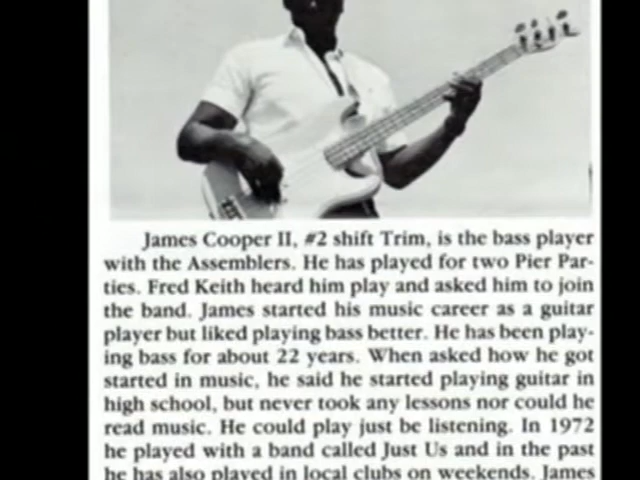 James Cooper II, #2 shift Trim, is the bass player
with the Assemblers. He has played for two Pier Par-
ties. Fred Keith heard him play and asked him to join
the band. James started his music career as a guitar
player but liked playing bass better. He has been play-
ing bass for about 22 years. When asked how he got
started in music, he said he started playing guitar in
high school, but never took any lessons nor could he
read music. He could play just be listening. In 1972
he played with a band called Just Us and in the past
he has also played in local clubs on weekends. James